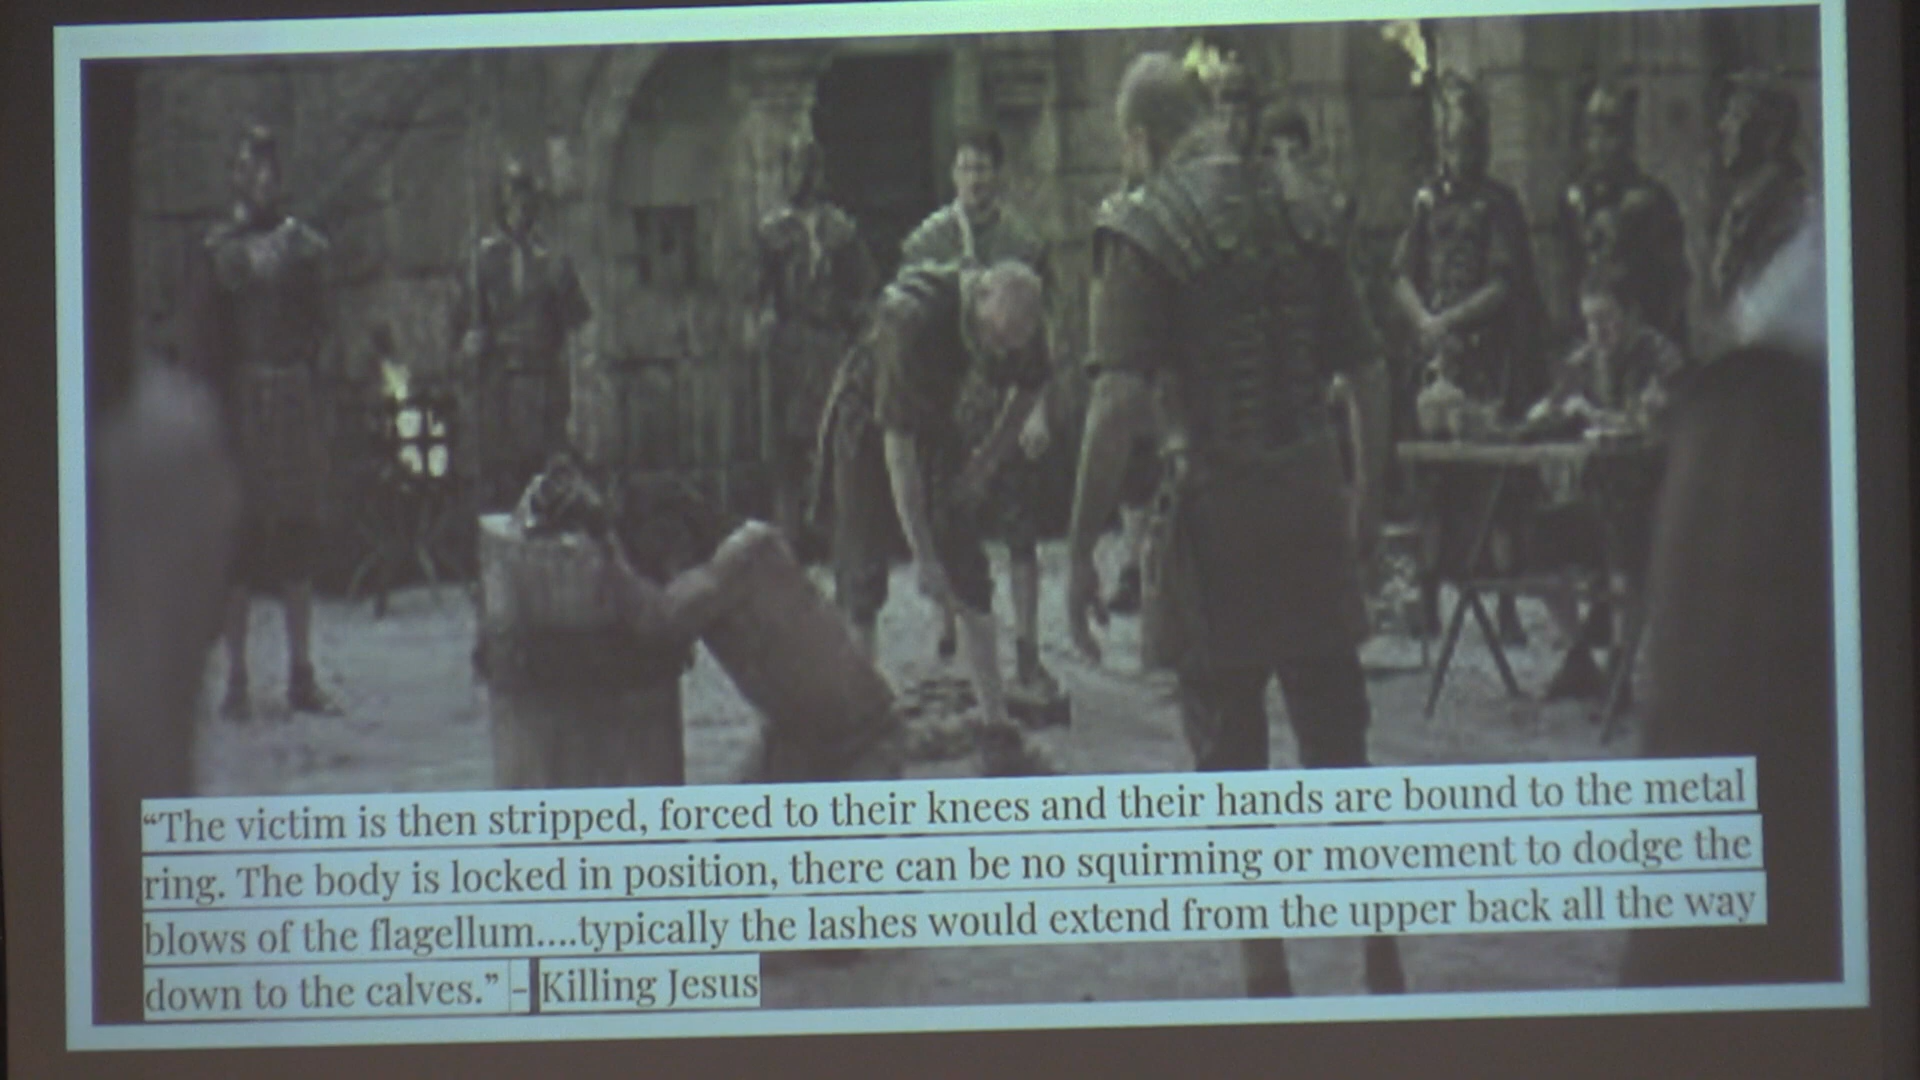 “The victim is then stripped, forced to their knees and their hands are bound to the metal
ring. The body is locked in position, there can be no squirming or movement to dodge the
blows of the flagellum....typically the lashes would extend from the upper back all the way
down to the calves.” - Killing Jesus